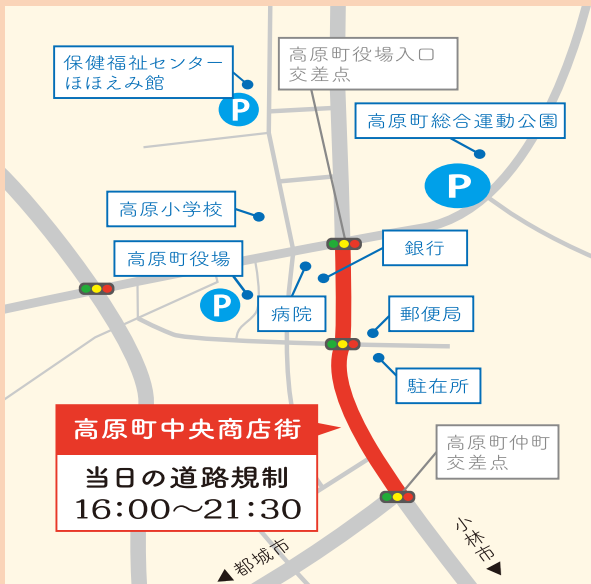 保健福祉センター
ほほえみ館
P
高原町役場入口
交差点
高原町総合運動公園
P
高原小学校
高原町役場
P
銀行
病院
郵便局
駐在所
高原町中央商店街
当日の道路規制
16:00〜21:30
高原町仲町
交差点
都城市
小林市